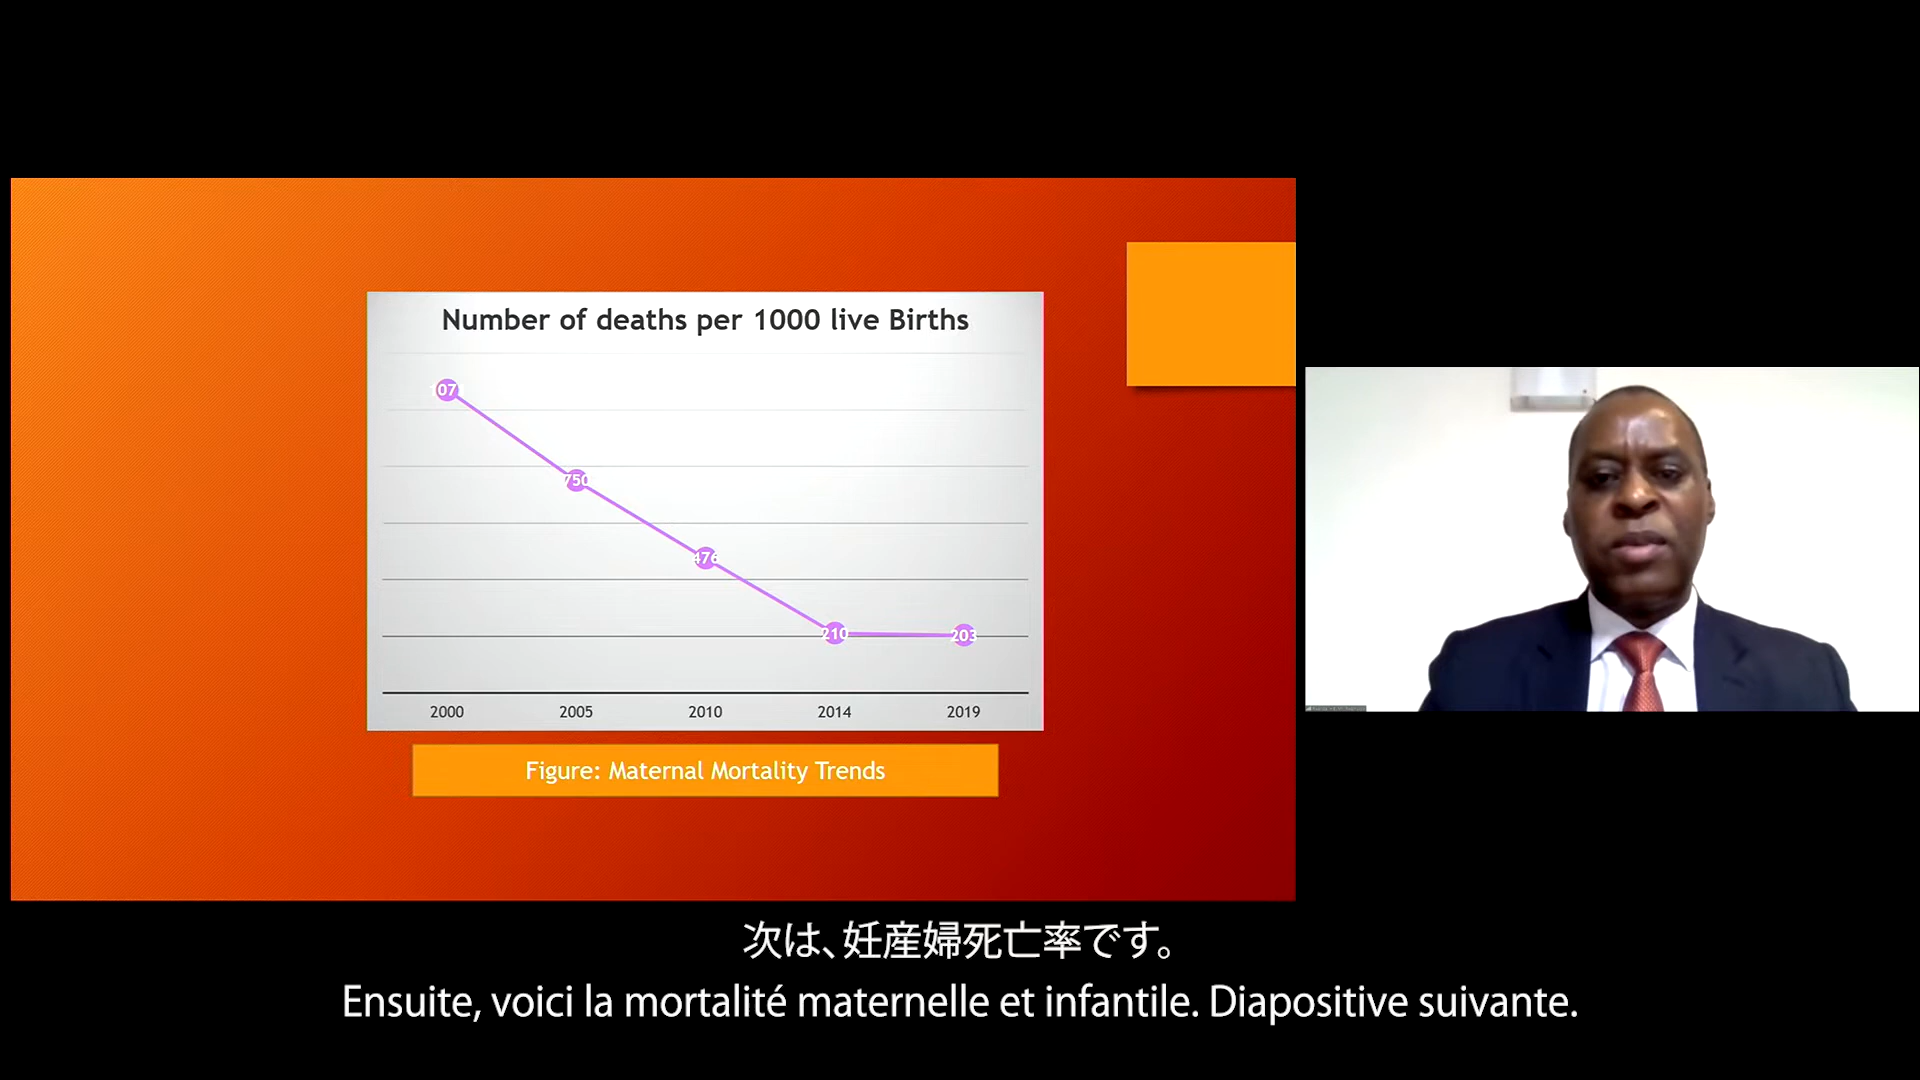 Number of deaths per 1000 live Births
750
476
210
203
2000 2005 2010 2014 2019
Figure: Maternal Mortality Trends
次は、妊産婦死亡率です。
Ensuite, voici la mortalité maternelle et infantile. Diapositive suivante.